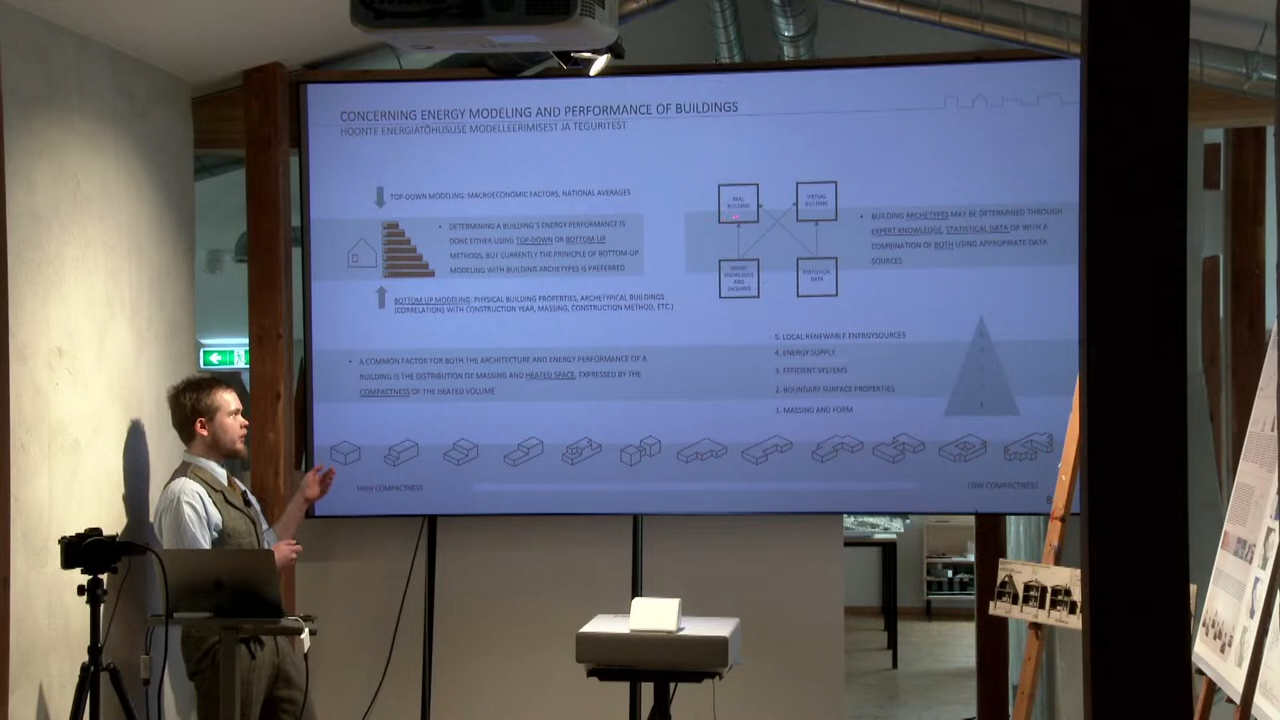 CONCERNING ENERGY MODELING AND PERFORMANCE OF BUILDINGS
HOONTE ENERGIATÕHUSUSE MODELLEERIMISEST JA TEGURITEST
TOP-DOWN MODELING: MACROECONOMIC FACTORS, NATIONAL AVERAGES
• DETERMINING A BUILDING'S ENERGY PERFORMANCE IS
DONE EITHER USING TOP-DOWN OR BOTTOM-UP
METHODS, BUT CURRENTLY THE PRINICPLE OF BOTTOM-UP
MODELING WITH BUILDING ARCHETYPES IS PREFERRED
BOTTOM UP MODELING: PHYSICAL BUILDING PROPERTIES, ARCHETYPICAL BUILDINGS
(CORRELATIONS WITH CONSTRUCTION YEAR, MASSING, CONSTRUCTION METHOD, ETC.)
REAL
BUILDING
VIRTUAL
BUILDING
EXPERT
KNOWLEDGE
AND
ENQUIRIES
STATISTICAL
DATA
• BUILDING ARCHETYPES MAY BE DETERMINED THROUGH
EXPERT KNOWLEDGE, STATISTICAL DATA OR WITH A
COMBINATION OF BOTH USING APPROPRIATE DATA
SOURCES
• A COMMON FACTOR FOR BOTH THE ARCHITECTURE AND ENERGY PERFORMANCE OF A
BUILDING IS THE DISTRIBUTION OF MASSING AND HEATED SPACE, EXPRESSED BY THE
COMPACTNESS OF THE HEATED VOLUME
5. LOCAL RENEWABLE ENERGYSOURCES
4. ENERGY SUPPLY
3. EFFICIENT SYSTEMS
2. BOUNDARY SURFACE PROPERTIES
1. MASSING AND FORM
HIGH COMPACTNESS
LOW COMPACTNESS
8